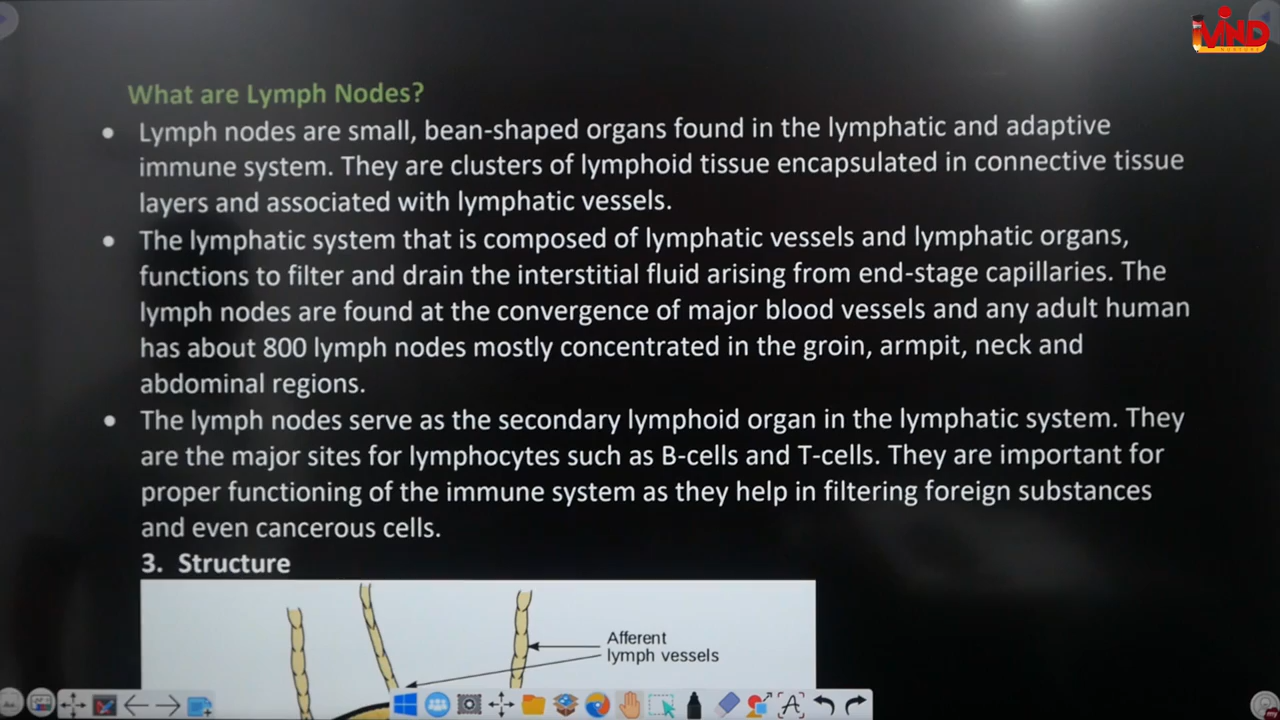 MIND
What are Lymph Nodes?
• Lymph nodes are small, bean-shaped organs found in the lymphatic and adaptive
immune system. They are clusters of lymphoid tissue encapsulated in connective tissue
layers and associated with lymphatic vessels.
• The lymphatic system that is composed of lymphatic vessels and lymphatic organs,
functions to filter and drain the interstitial fluid arising from end-stage capillaries. The
lymph nodes are found at the convergence of major blood vessels and any adult human
has about 800 lymph nodes mostly concentrated in the groin, armpit, neck and
abdominal regions.
• The lymph nodes serve as the secondary lymphoid organ in the lymphatic system. They
are the major sites for lymphocytes such as B-cells and T-cells. They are important for
proper functioning of the immune system as they help in filtering foreign substances
and even cancerous cells.
3. Structure
Afferent
lymph vessels